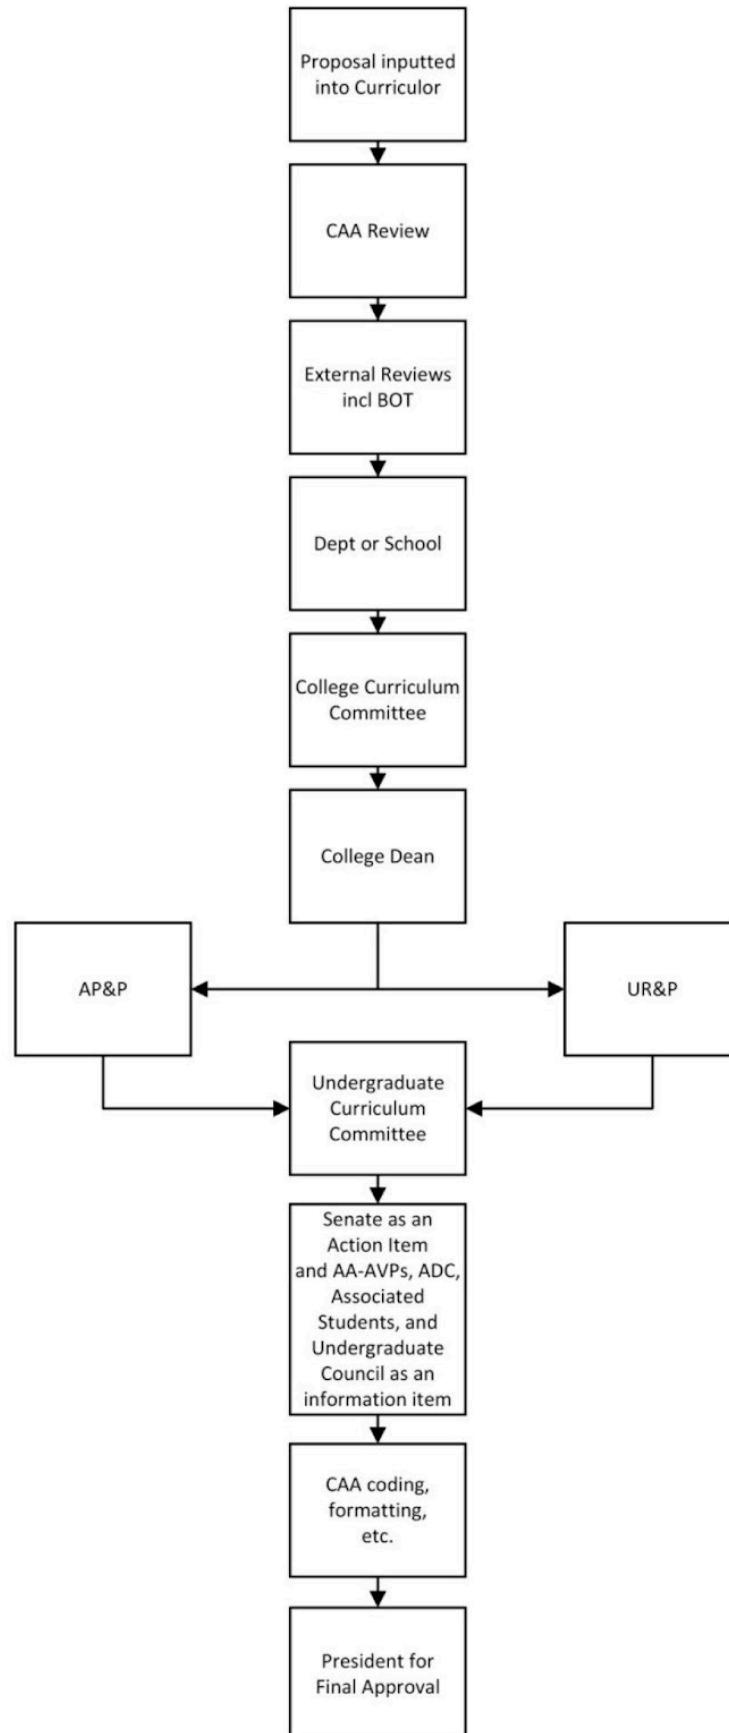 Proposal inputted
into Curriculor
CAA Review
External Reviews
incl BOT
Dept or School
College Curriculum
Committee
College Dean
AP&P
UR&P
Undergraduate
Curriculum
Committee
Senate as an
Action Item
and AA-AVPs, ADC,
Associated
Students, and
Undergraduate
Council as an
information item
CAA coding,
formatting,
etc.
President for
Final Approval